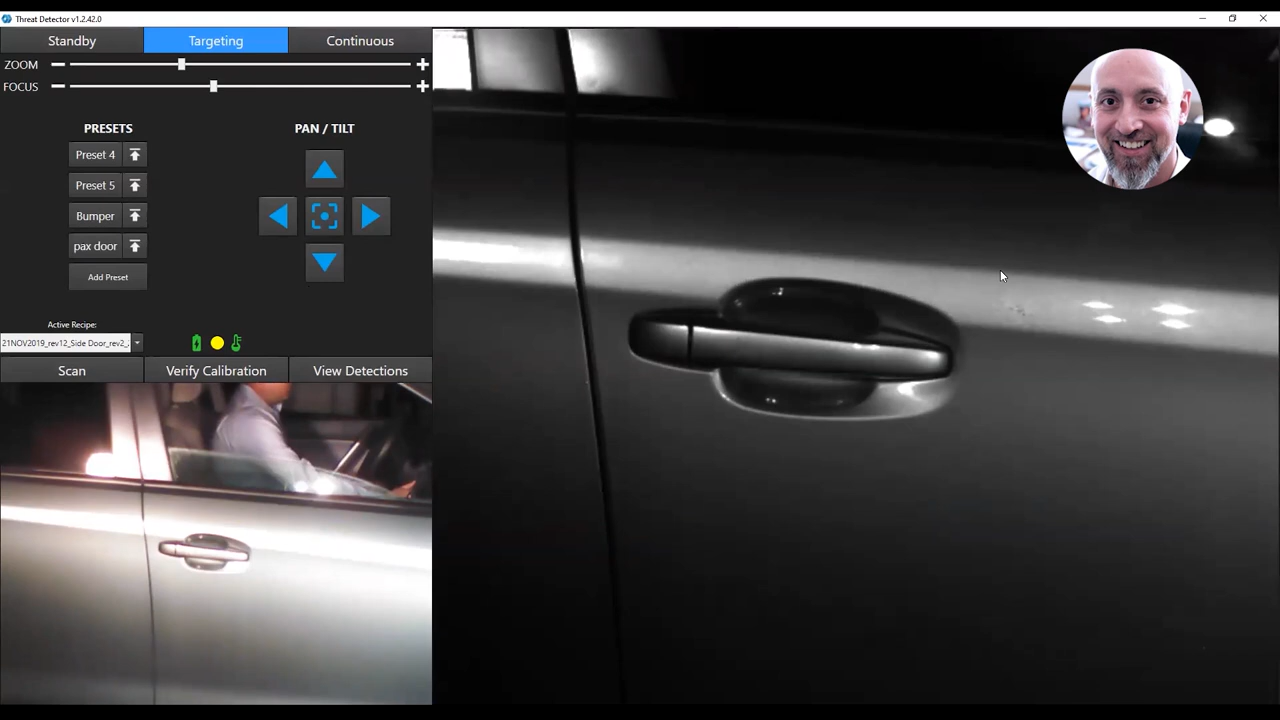 Threat Detector v1.2.42.0
Standby Targeting Continuous
ZOOM
FOCUS
PRESETS PAN / TILT
Preset 4
Preset 5
Bumper
pax door
Add Preset
Active Recipe:
21NOV2019_rev12_Side Door_rev2_
Scan Verify Calibration View Detections